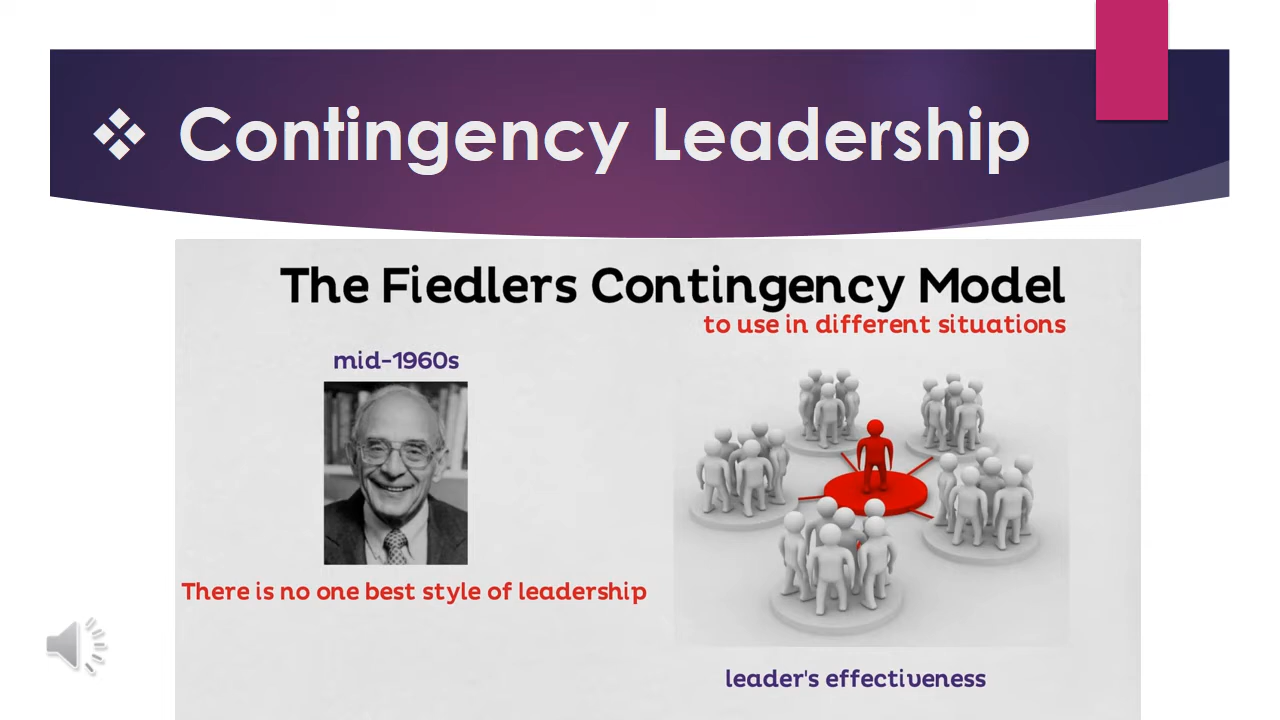 Contingency Leadership
The Fiedlers Contingency Model
to use in different situations
mid-1960s
There is no one best style of leadership
leader's effectiveness